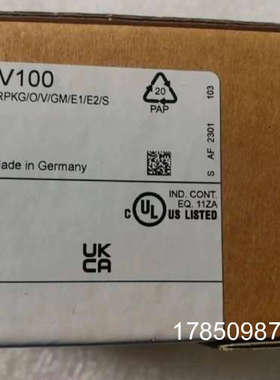 V100
RPKG/O/V/GM/E1/E2/S
20
PAP
S AF 2301 103
ade in Germany
IND. CONT.
EQ. 11ZA
C UL US LISTED
UK
CA
17850987